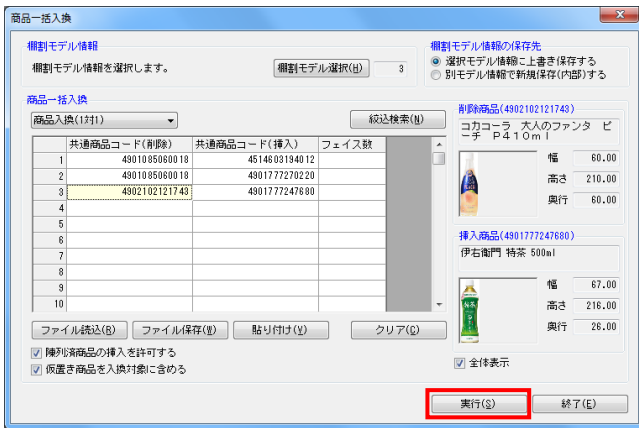 商品一括入換
棚割モデル情報
棚割モデル情報を選択します。
棚割モデル選択(H)
3
棚割モデル情報の保存先
選択モデル情報に上書き保存する
別モデル情報で新規保存(内部)する
商品一括入換
商品入換(1対1)
絞込検索(N)
共通商品コード(削除) 共通商品コード(挿入) フェイス数
1 4901085060018 4514603194012
2 4901085060018 4901777270220
3 4902102121743 4901777247680
4
5
6
7
8
9
10
ファイル読込(R) ファイル保存(W) 貼り付け(V) クリア(C)
陳列済商品の挿入を許可する
仮置き商品を入換対象に含める
削除商品(4902102121743)
コカコーラ 大人のファンタ ピ
ーチ P410ml
幅 60.00
高さ 210.00
奥行 60.00
挿入商品(4901777247680)
伊右衛門 特茶 500ml
幅 67.00
高さ 216.00
奥行 26.00
全体表示
実行(S) 終了(E)